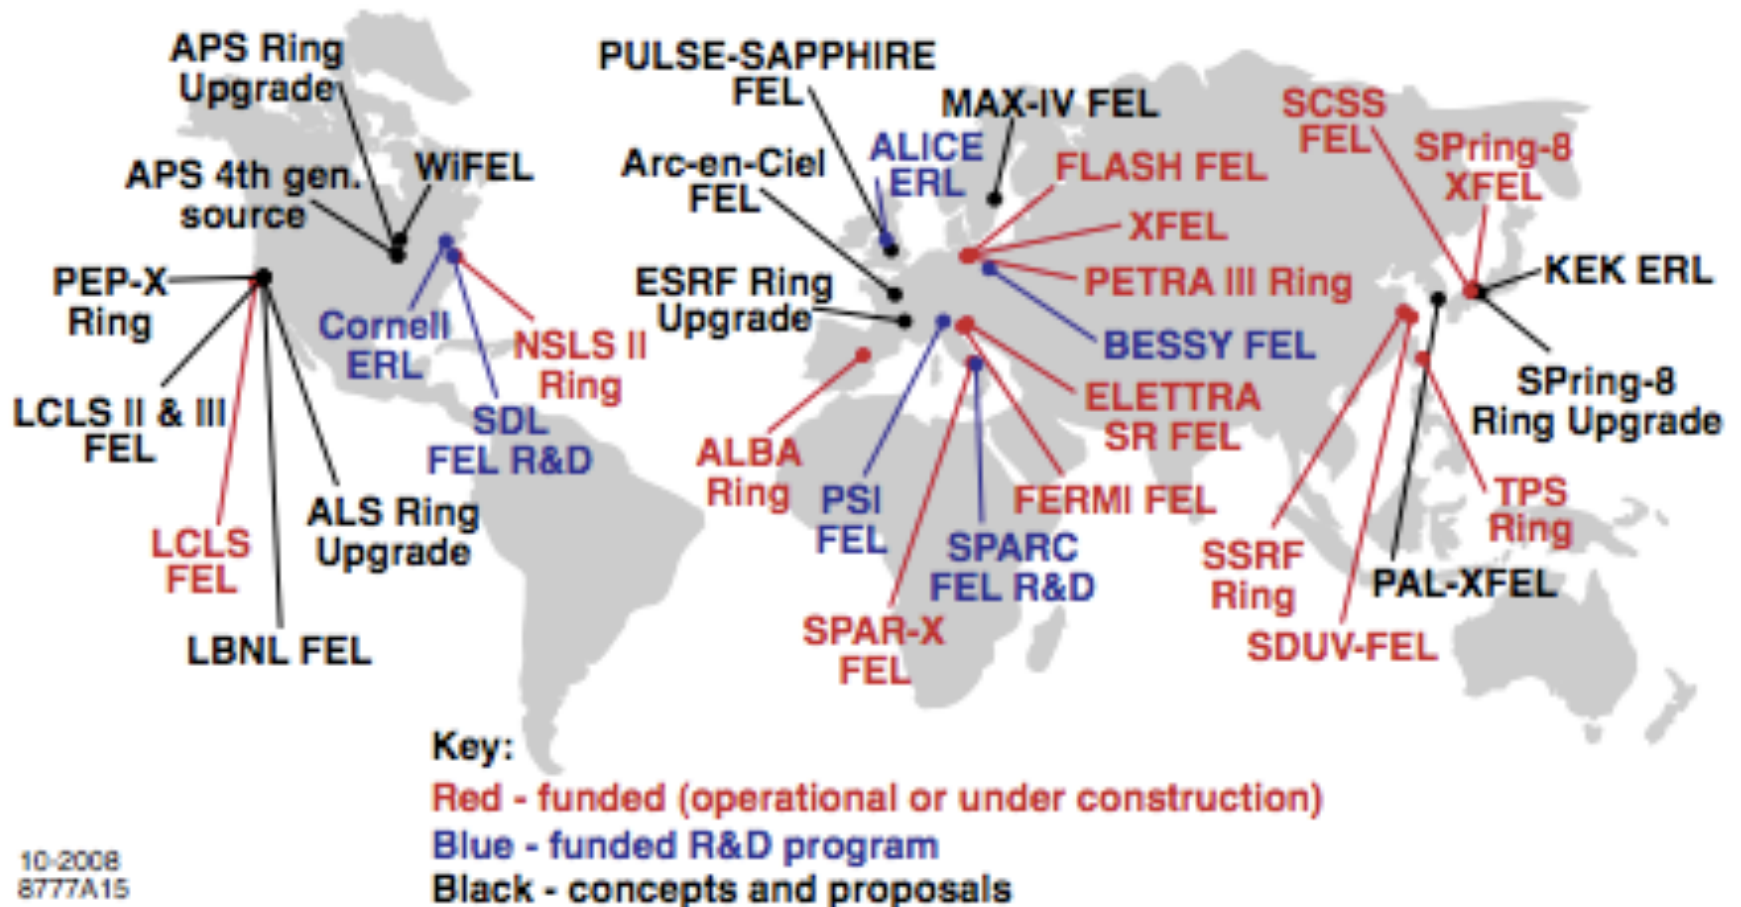 APS Ring
Upgrade
APS 4th gen.
source
WiFEL
PEP-X
Ring
LCLS II & III
FEL
LCLS
FEL
LBNL FEL
ALS Ring
Upgrade
Cornell
ERL
SDL
FEL R&D
NSLS II
Ring
PULSE-SAPPHIRE
FEL
Arc-en-Ciel
FEL
ALICE
ERL
MAX-IV FEL
FLASH FEL
XFEL
PETRA III Ring
BESSY FEL
ESRF Ring
Upgrade
ELETTRA
SR FEL
ALBA
Ring
PSI
FEL
FERMI FEL
SPARC
FEL R&D
SPAR-X
FEL
SCSS
FEL
SPring-8
XFEL
KEK ERL
SPring-8
Ring Upgrade
TPS
Ring
SSRF
Ring
PAL-XFEL
SDUV-FEL
Key:
Red - funded (operational or under construction)
Blue - funded R&D program
Black - concepts and proposals
10-2008
8777A15